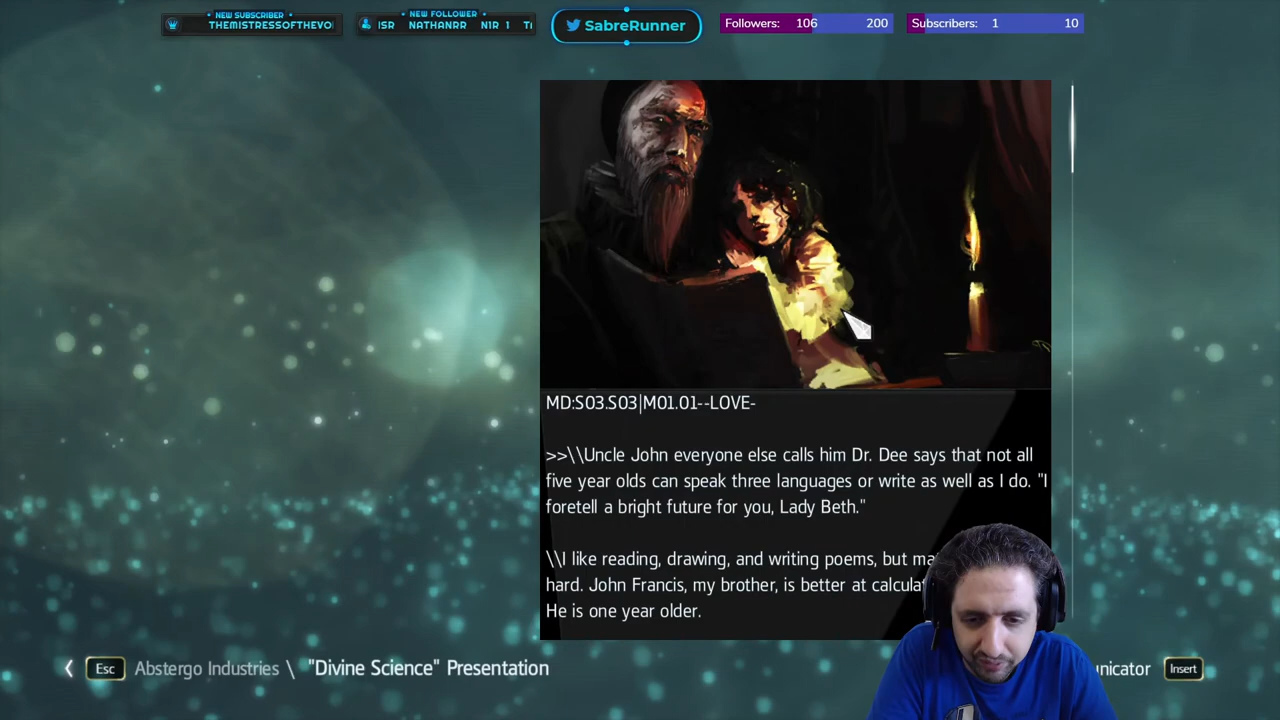 NEW SUBSCRIBER
THEMISTRESSOFTHEVO
NEW FOLLOWER
ISR NATHANRR N1R 1
SabreRunner
Followers: 106 200
Subscribers: 1 10
MD:S03.S03|M01.01--LOVE-
>>\\Uncle John everyone else calls him Dr. Dee says that not all
five year olds can speak three languages or write as well as I do. "I
foretell a bright future for you, Lady Beth."
\\I like reading, drawing, and writing poems, but
hard. John Francis, my brother, is better at
He is one year older.
Esc Abstergo Industries \ "Divine Science" Presentation
Insert